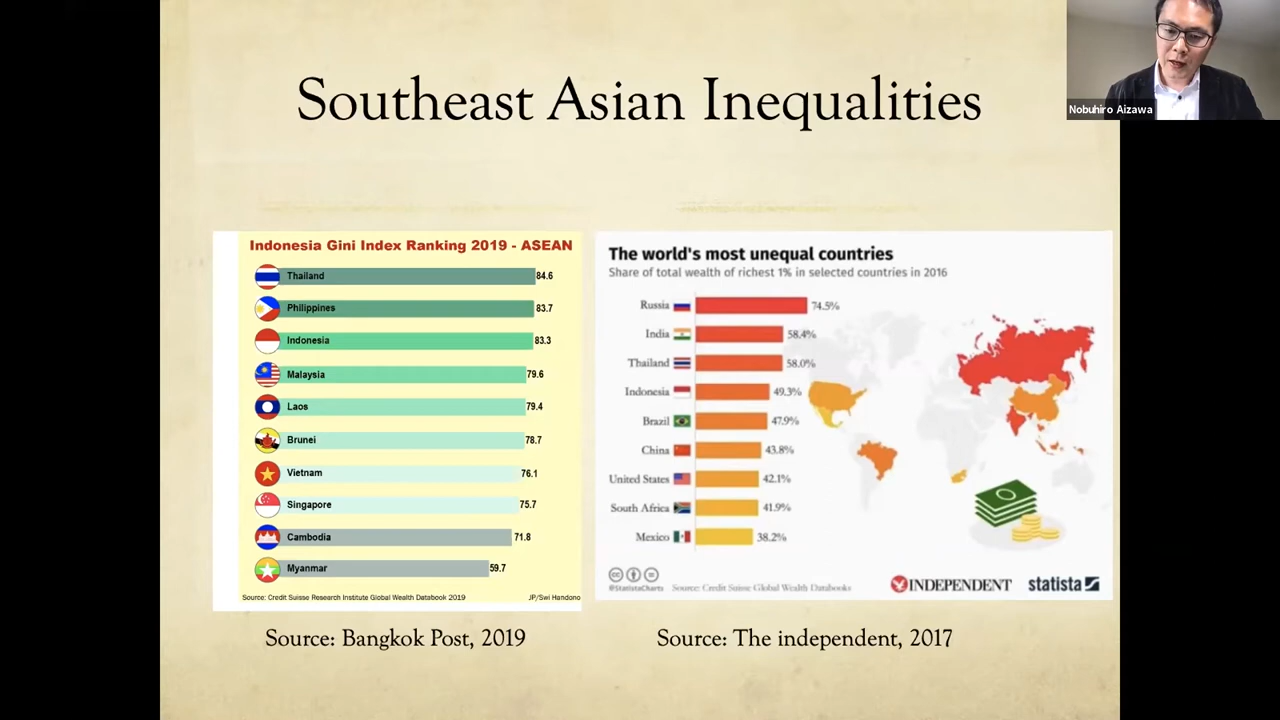 Southeast Asian Inequalities
Nobuhiro Aizawa
Indonesia Gini Index Ranking 2019 - ASEAN
Thailand 84.6
Philippines 83.7
Indonesia 83.3
Malaysia 79.6
Laos 79.4
Brunei 78.7
Vietnam 76.1
Singapore 75.7
Cambodia 71.8
Myanmar 59.7
Source: Credit Suisse Research Institute Global Wealth Databook 2019 JP/Swi Handono
Source: Bangkok Post, 2019
The world's most unequal countries
Share of total wealth of richest 1% in selected countries in 2016
Russia 74.5%
India 58.4%
Thailand 58.0%
Indonesia 49.3%
Brazil 47.9%
China 43.8%
United States 42.1%
South Africa 41.9%
Mexico 38.2%
@StatistaCharts Source: Credit Suisse Global Wealth Databooks
INDEPENDENT statista
Source: The independent, 2017